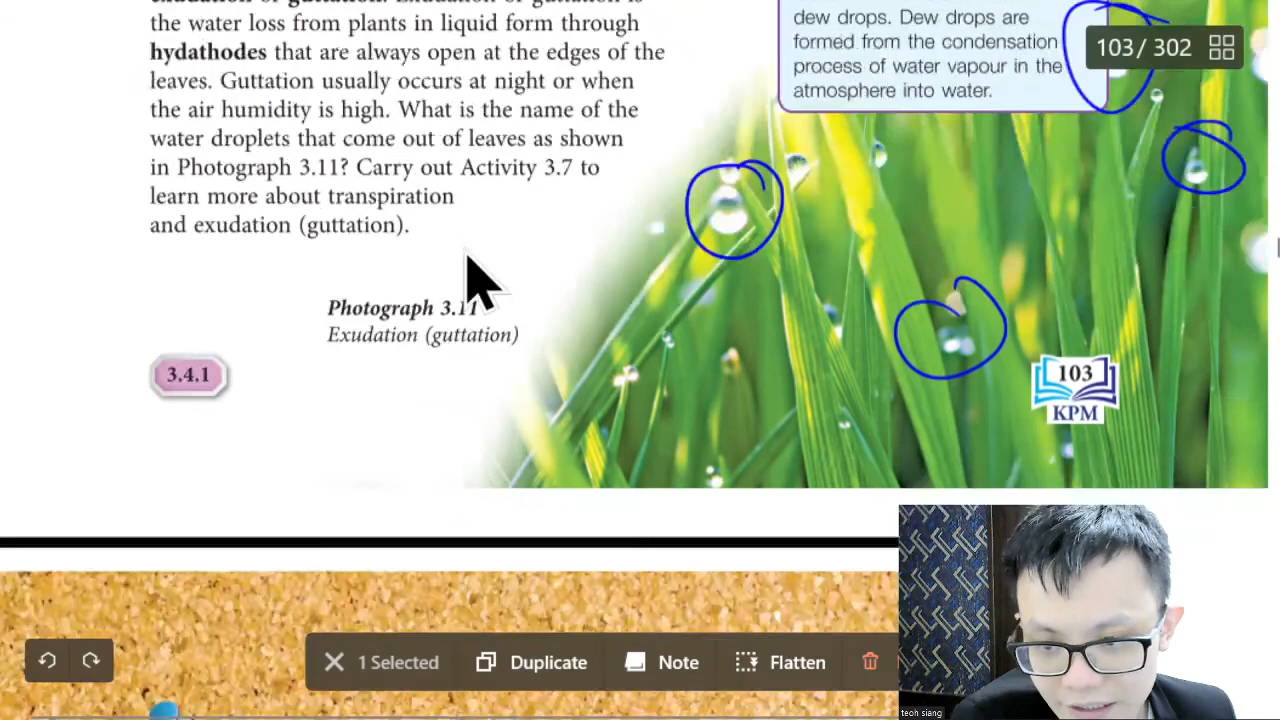 the water loss from plants in liquid form through
hydathodes that are always open at the edges of the
leaves. Guttation usually occurs at night or when
the air humidity is high. What is the name of the
water droplets that come out of leaves as shown
in Photograph 3.11? Carry out Activity 3.7 to
learn more about transpiration
and exudation (guttation).
Photograph 3.11
Exudation (guttation)
3.4.1
dew drops. Dew drops are
formed from the condensation
process of water vapour in the
atmosphere into water.
103 / 302
103
KPM
1 Selected
Duplicate
Note
Flatten
teoh siang